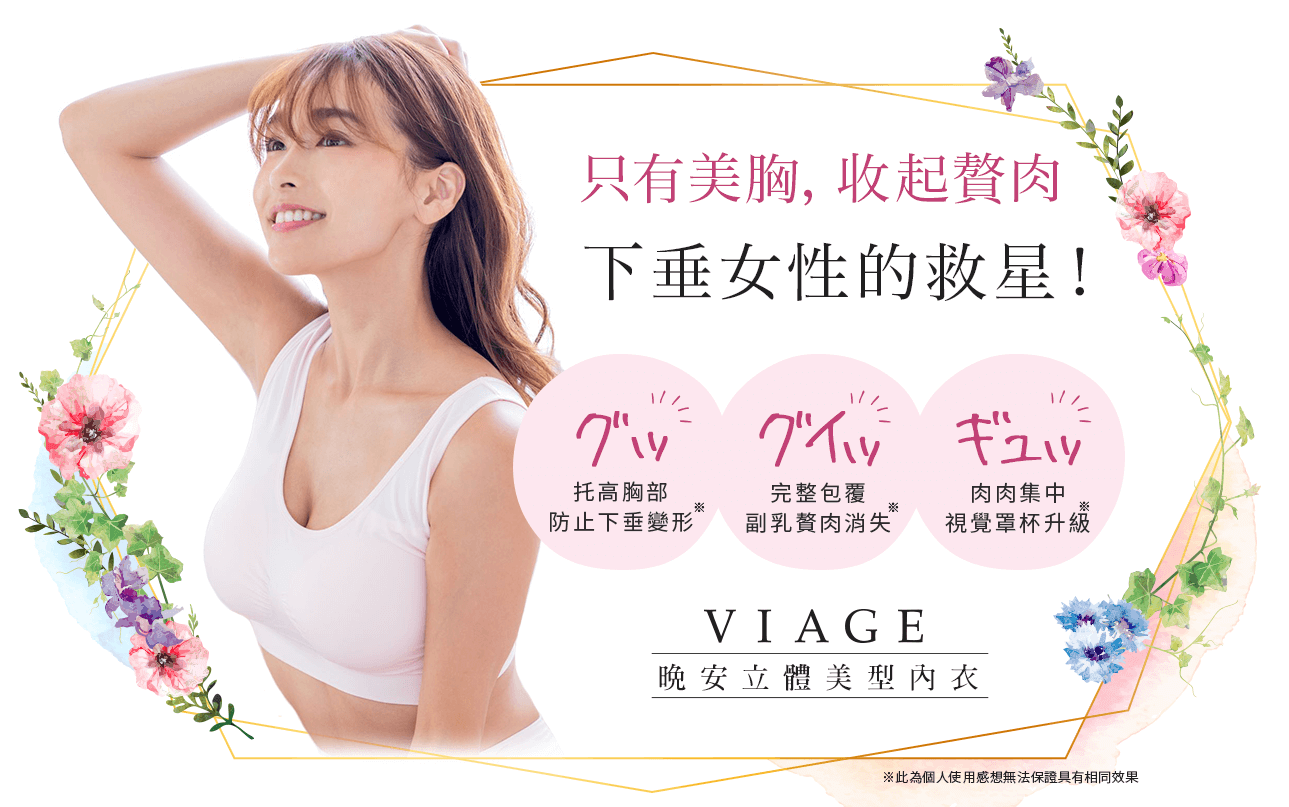 只有美胸,收起贅肉
下垂女性的救星!
グッ
托高胸部
防止下垂變形※
グイッ
完整包覆
副乳贅肉消失※
ギュッ
肉肉集中
視覺罩杯升級※
VIAGE
晚安立體美型內衣
※此為個人使用感想無法保證具有相同效果